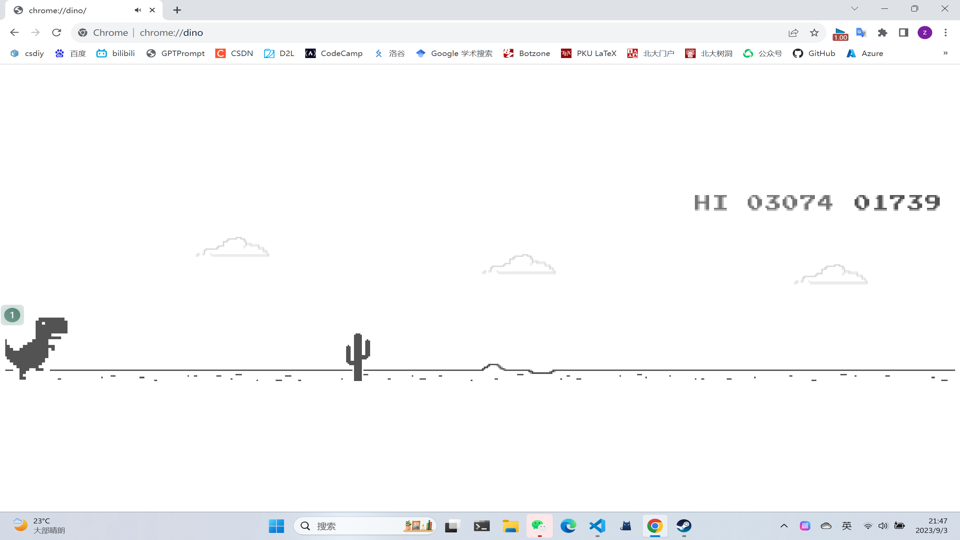 chrome://dino/
Chrome | chrome://dino
1.00
z
csdiy 百度 bilibili GPTPrompt CSDN D2L CodeCamp 洛谷 Google 学术搜索 Botzone PKU LaTeX 北大门户 北大树洞 公众号 GitHub Azure »
HI 03074 01739
1
23°C
大部晴朗
搜索
英
21:47
2023/9/3